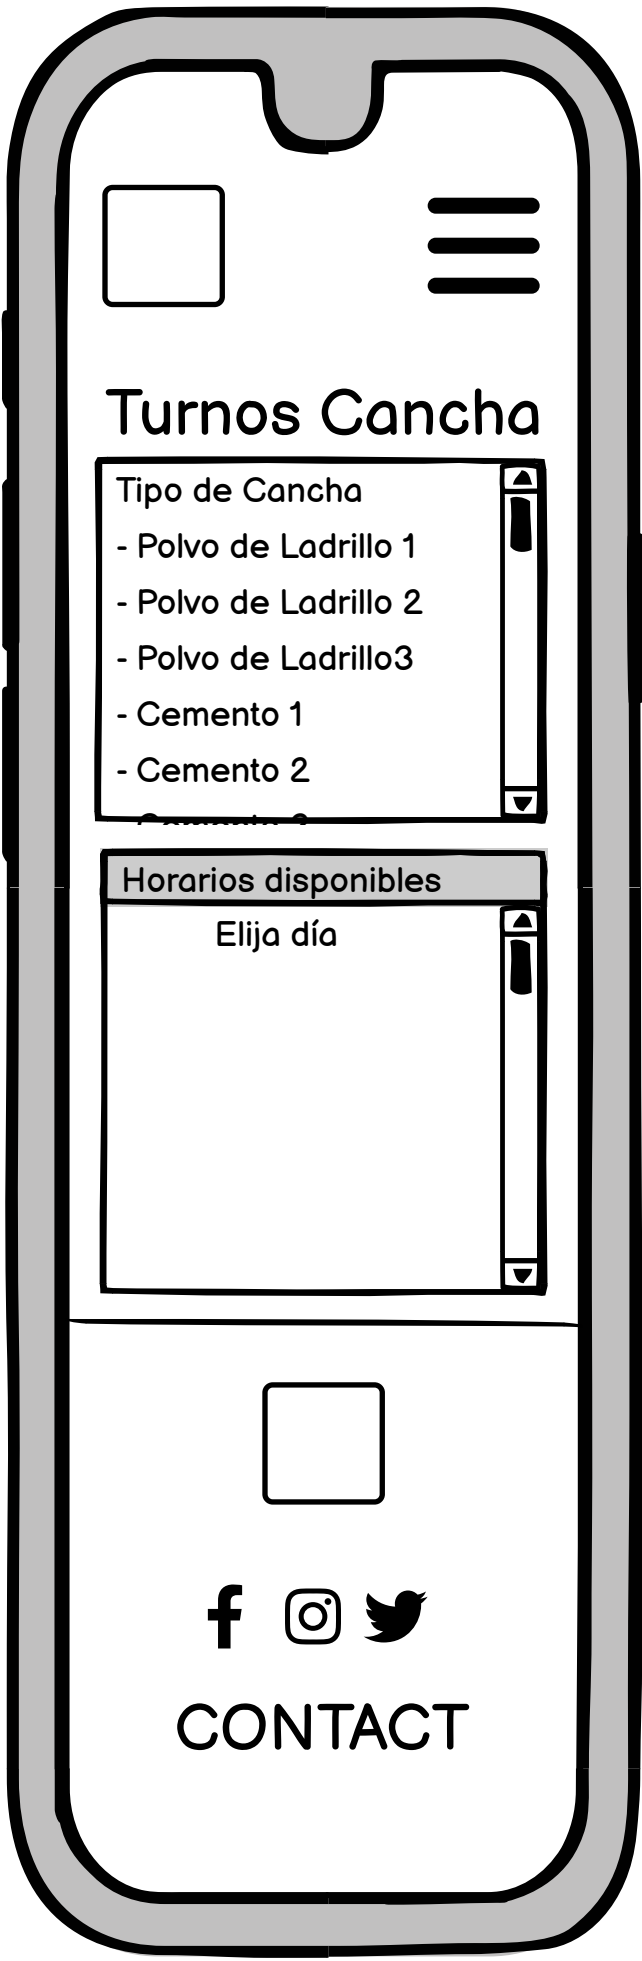 Turnos Cancha
Tipo de Cancha
- Polvo de Ladrillo 1
- Polvo de Ladrillo 2
- Polvo de Ladrillo3
- Cemento 1
- Cemento 2
Horarios disponibles
Elija día
CONTACT